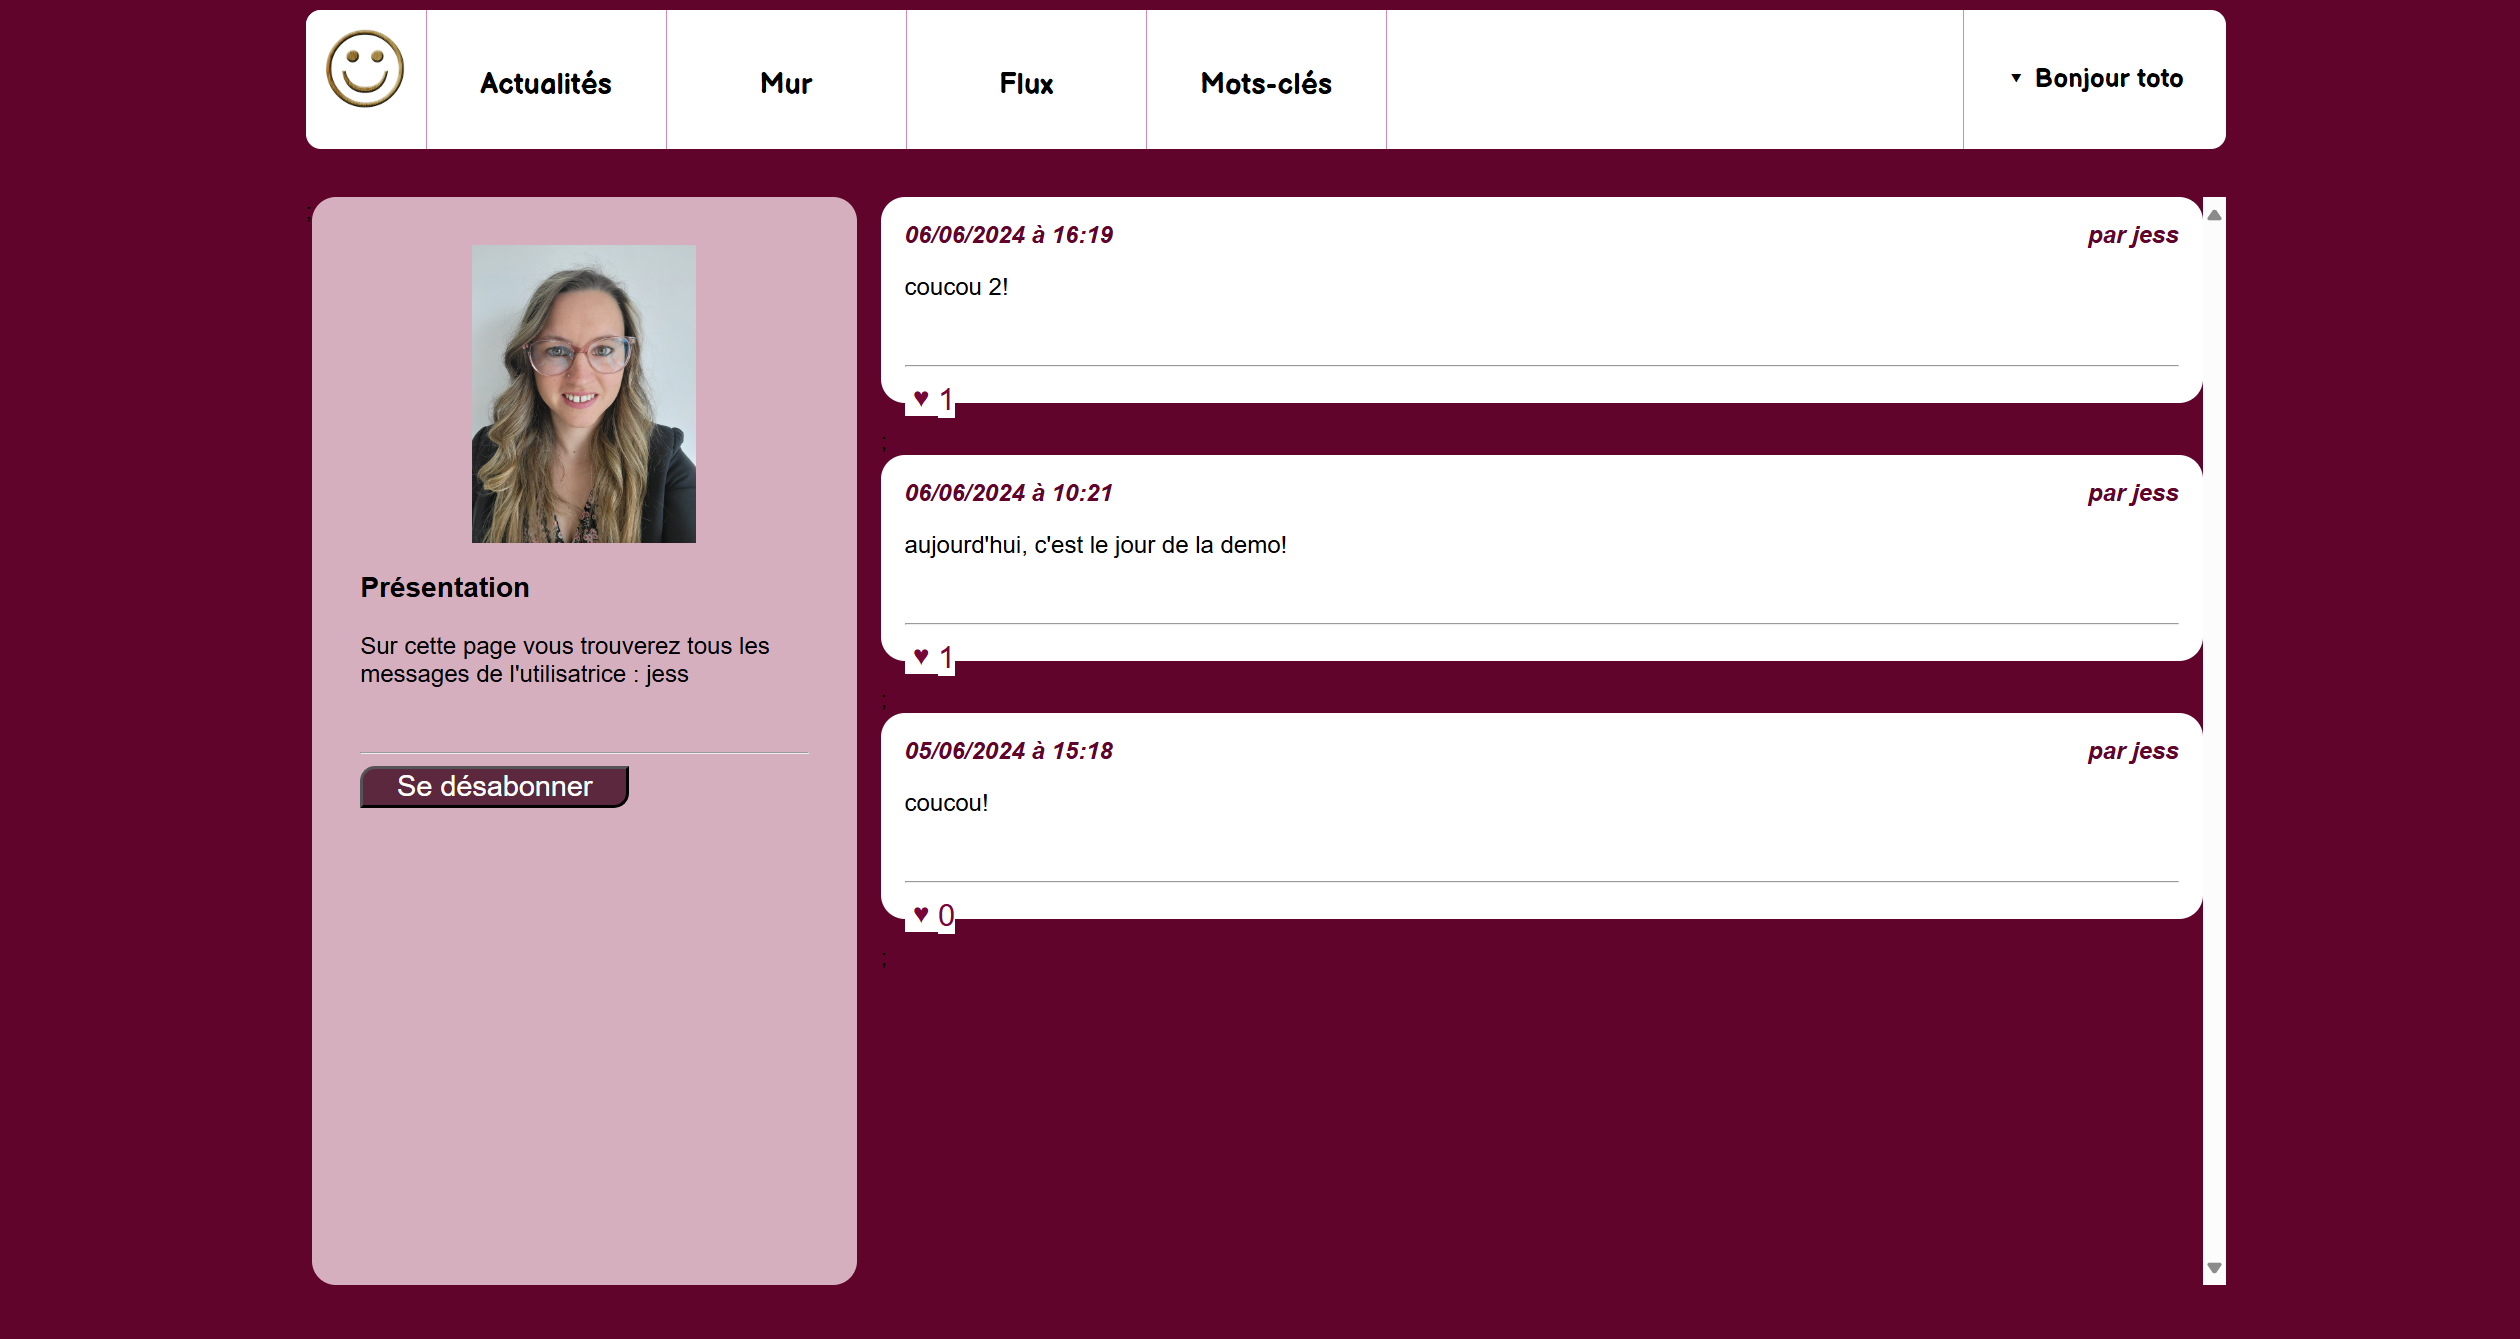 Actualités
Mur
Flux
Mots-clés
▼ Bonjour toto
;
Présentation
Sur cette page vous trouverez tous les
messages de l'utilisatrice : jess
Se désabonner
06/06/2024 à 16:19
par jess
coucou 2!
♥ 1
;
06/06/2024 à 10:21
par jess
aujourd'hui, c'est le jour de la demo!
♥ 1
;
05/06/2024 à 15:18
par jess
coucou!
♥ 0
;